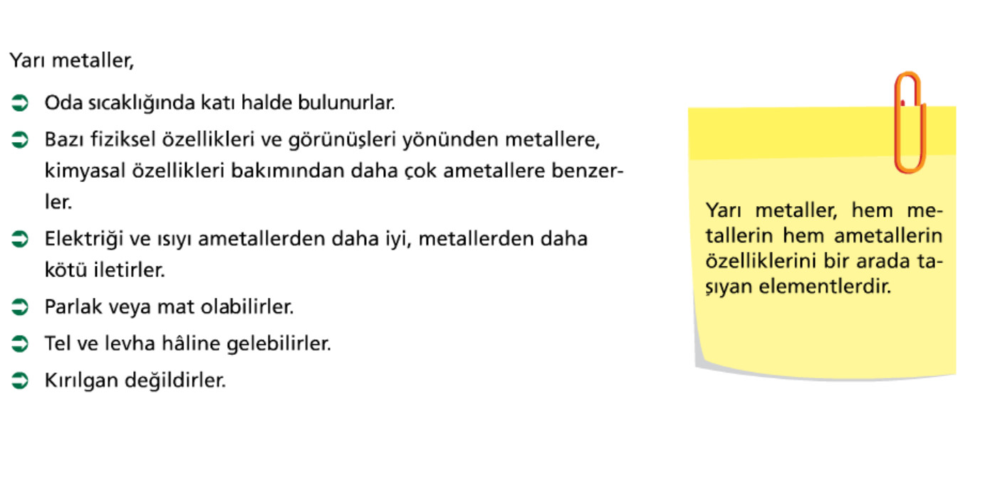 Yarı metaller,
Oda sıcaklığında katı halde bulunurlar.
Bazı fiziksel özellikleri ve görünüşleri yönünden metallere,
kimyasal özellikleri bakımından daha çok ametallere benzer-
ler.
Elektriği ve ısıyı ametallerden daha iyi, metallerden daha
kötü iletirler.
Parlak veya mat olabilirler.
Tel ve levha hâline gelebilirler.
Kırılgan değildirler.
Yarı metaller, hem me-
tallerin hem ametallerin
özelliklerini bir arada ta-
şıyan elementlerdir.